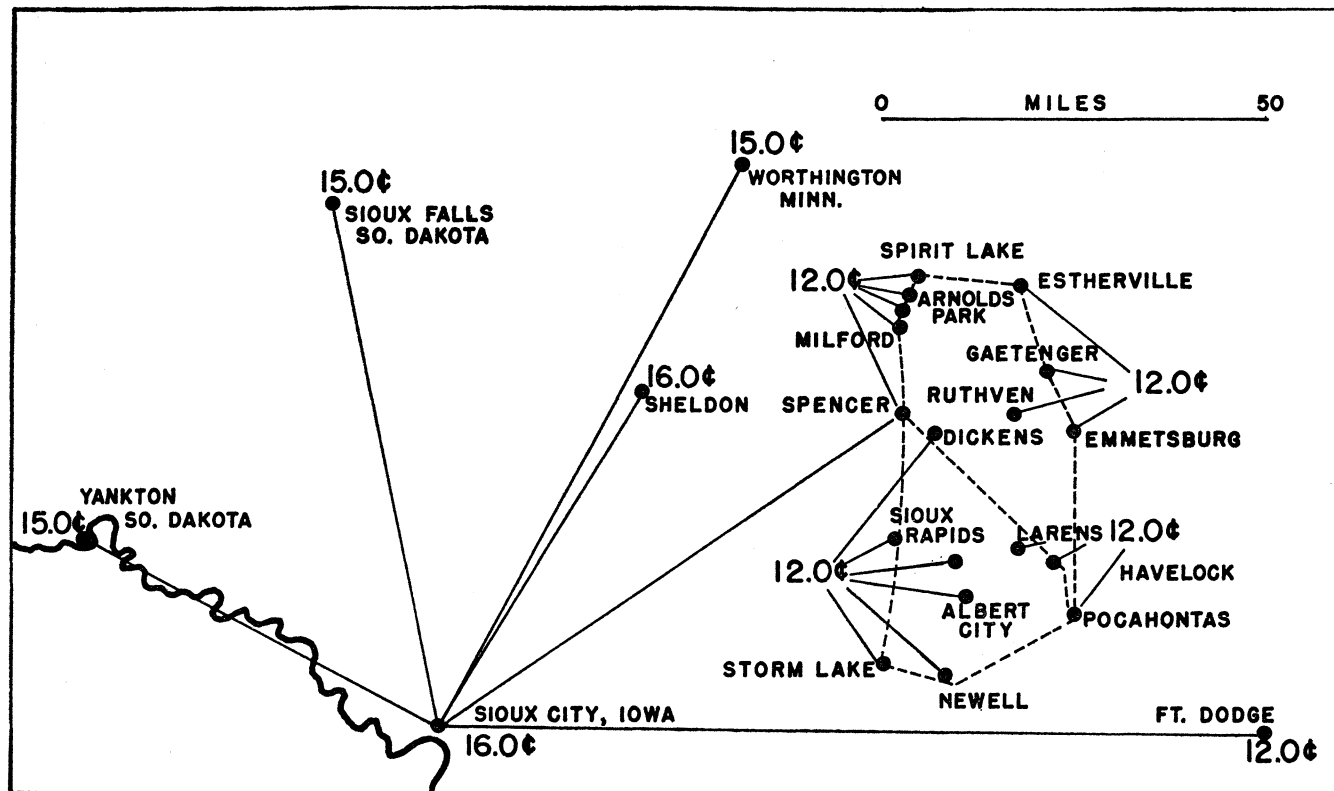 0 MILES 50
15.0¢
WORTHINGTON
MINN.
15.0¢
SIOUX FALLS
SO. DAKOTA
SPIRIT LAKE
12.0¢
ESTHERVILLE
ARNOLDS
PARK
MILFORD
GAETENGER
16.0¢
SHELDON
12.0¢
RUTHVEN
SPENCER
DICKENS
EMMETSBURG
YANKTON
SO. DAKOTA
15.0¢
SIOUX
RAPIDS
LARENS
12.0¢
12.0¢
HAVELOCK
ALBERT
CITY
POCAHONTAS
STORM LAKE
NEWELL
SIOUX CITY, IOWA
16.0¢
FT. DODGE
12.0¢